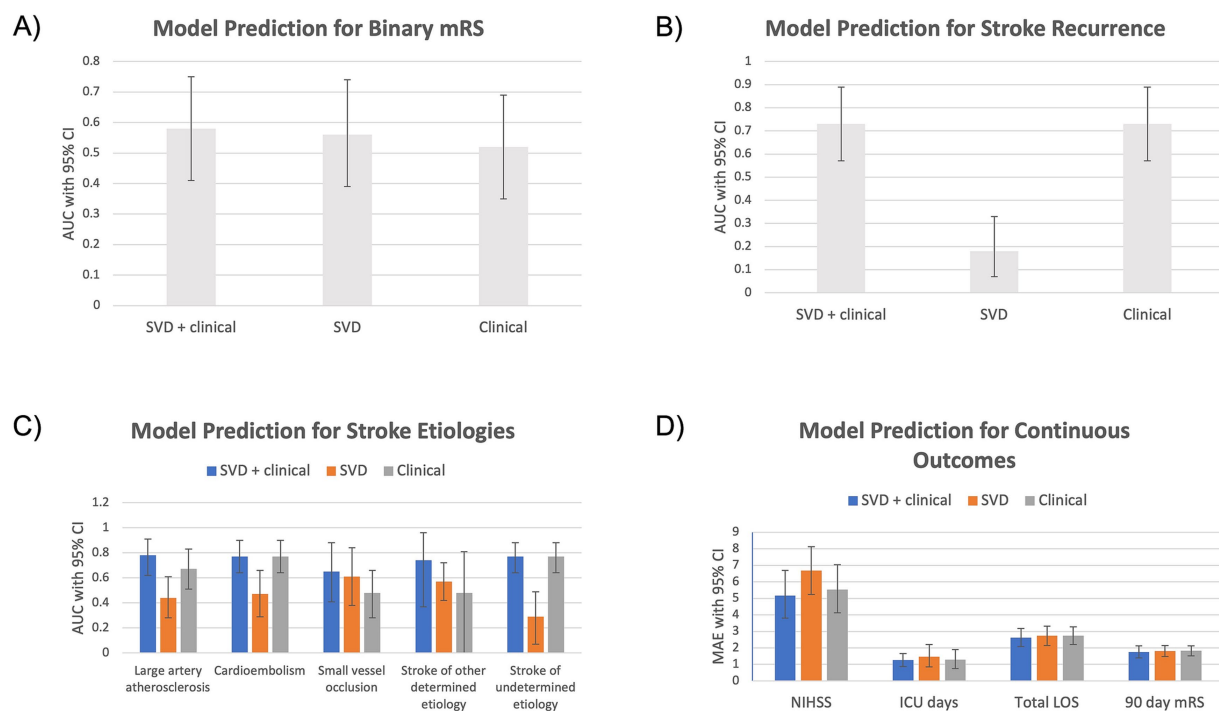 A)
Model Prediction for Binary mRS
AUC with 95% CI
0.8
0.7
0.6
0.5
0.4
0.3
0.2
0.1
0
SVD + clinical
SVD
Clinical
B)
Model Prediction for Stroke Recurrence
AUC with 95% CI
1
0.9
0.8
0.7
0.6
0.5
0.4
0.3
0.2
0.1
0
SVD + clinical
SVD
Clinical
C)
Model Prediction for Stroke Etiologies
SVD + clinical
SVD
Clinical
AUC with 95% CI
1.2
1
0.8
0.6
0.4
0.2
0
Large artery
atherosclerosis
Cardioembolism
Small vessel
occlusion
Stroke of other
determined
etiology
Stroke of
undetermined
etiology
D)
Model Prediction for Continuous
Outcomes
SVD + clinical
SVD
Clinical
MAE with 95% CI
9
8
7
6
5
4
3
2
1
0
NIHSS
ICU days
Total LOS
90 day mRS